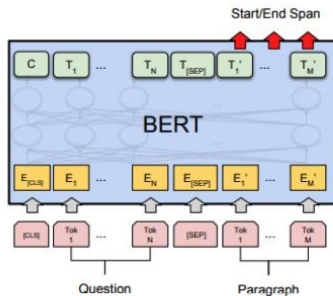 Start/End Span
C T1 ... TN T[SEP] T1' ... TM'
BERT
E[CLS] E1 ... EN E[SEP] E1' ... EM'
[CLS] Tok 1 ... Tok N [SEP] Tok 1 ... Tok M
Question Paragraph